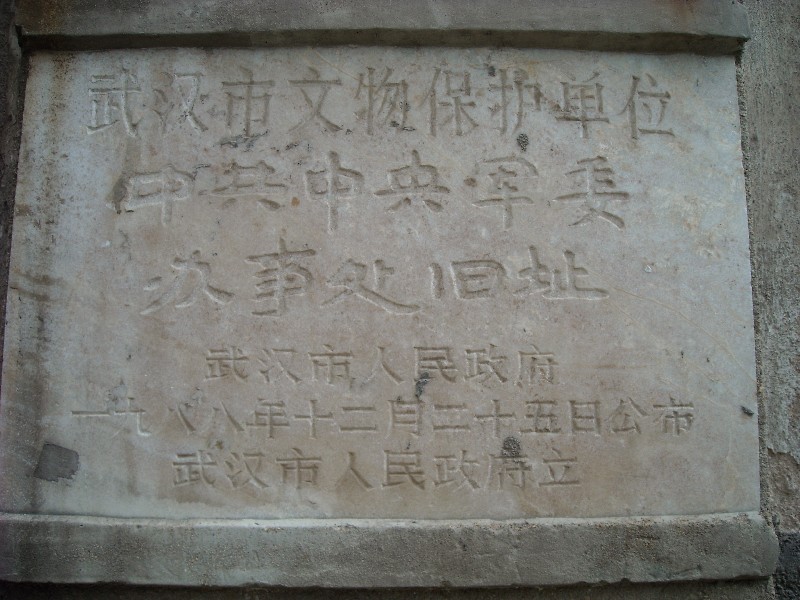 武汉市文物保护单位
中共中央军委
办事处旧址
武汉市人民政府
一九八八年十二月二十五日公布
武汉市人民政府立